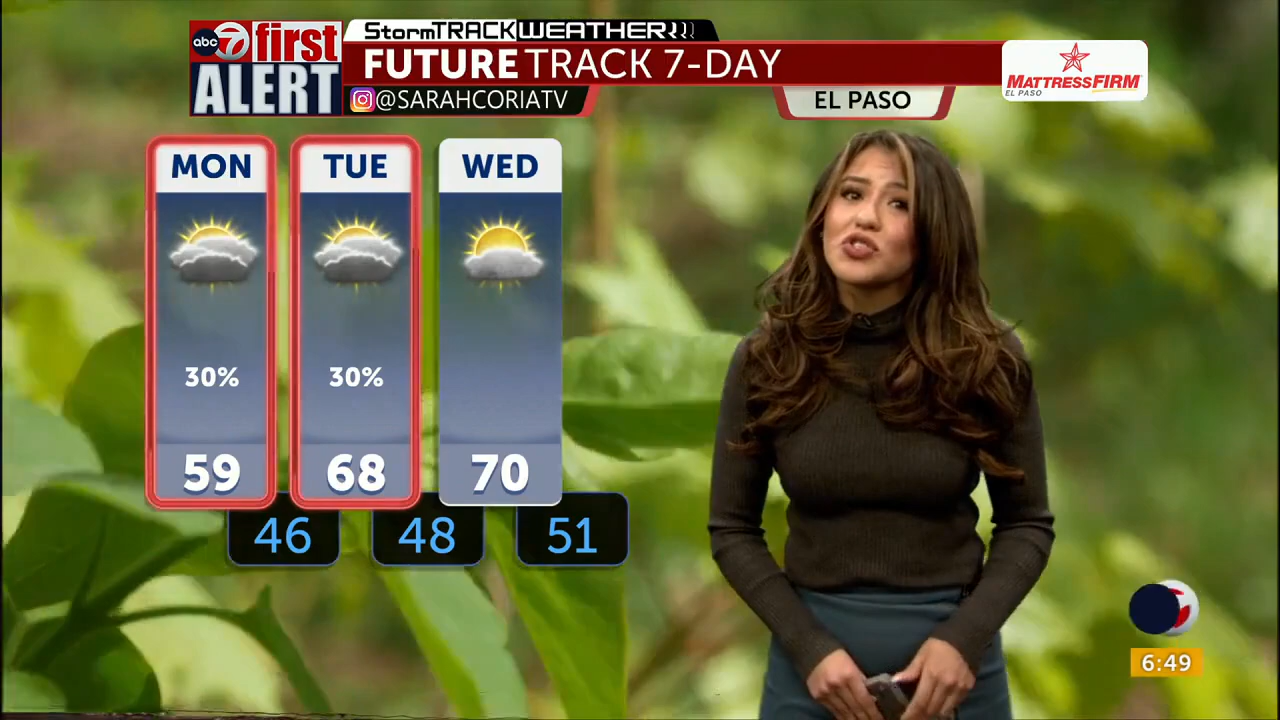 abc 7 first
ALERT
StormTRACKWEATHER
FUTURE TRACK 7-DAY
@SARAHCORIATV
EL PASO
MATTRESSFIRM
EL PASO
MON
TUE
WED
30%
30%
59
68
70
46
48
51
6:49